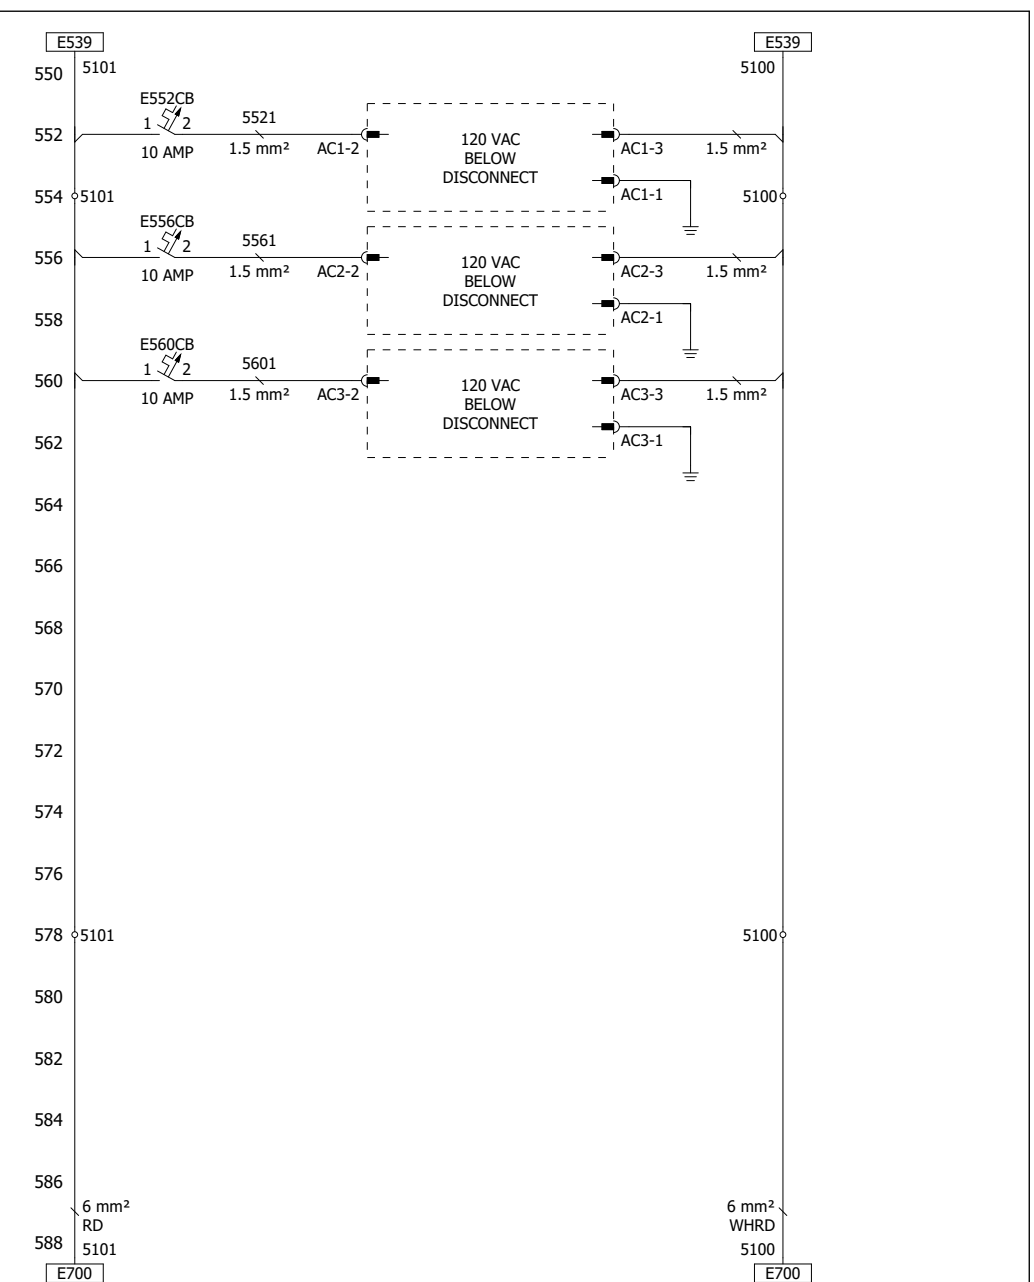 E539 E539
550 5101 5100
E552CB
1 2 5521
552 120 VAC
10 AMP 1.5 mm² AC1-2 BELOW AC1-3 1.5 mm²
DISCONNECT
554 5101 AC1-1 5100
E556CB
1 2 5561
556 120 VAC
10 AMP 1.5 mm² AC2-2 BELOW AC2-3 1.5 mm²
DISCONNECT
558 AC2-1
E560CB
1 2 5601
560 120 VAC
10 AMP 1.5 mm² AC3-2 BELOW AC3-3 1.5 mm²
DISCONNECT
562 AC3-1
564
566
568
570
572
574
576
578 5101 5100
580
582
584
586
6 mm² 6 mm²
RD WHRD
588 5101 5100
E700 E700